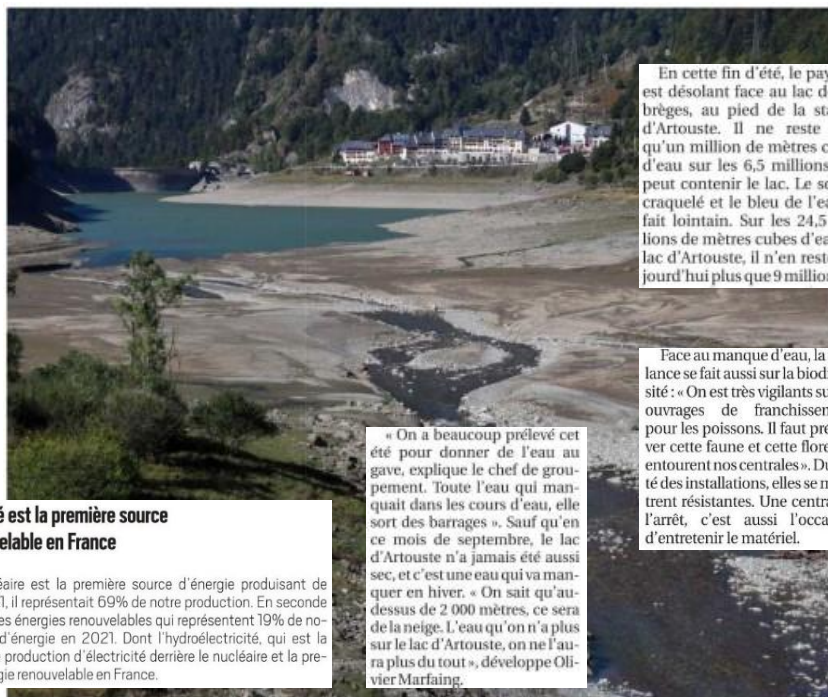 En cette fin d'été, le pay
est désolant face au lac d
brèges, au pied de la sta
d'Artouste. Il ne reste
qu'un million de mètres c
d'eau sur les 6,5 millions
peut contenir le lac. Le so
craquelé et le bleu de l'ea
fait lointain. Sur les 24,5
lions de mètres cubes d'ea
lac d'Artouste, il n'en rest
jourd'hui plus que 9 million
Face au manque d'eau, la
lance se fait aussi sur la biodi
sité : « On est très vigilants su
ouvrages de franchissen
pour les poissons. Il faut pré
ver cette faune et cette flore
entourent nos centrales ». Du
té des installations, elles se m
trent résistantes. Une centra
l'arrêt, c'est aussi l'occa
d'entretenir le matériel.
« On a beaucoup prélevé cet
été pour donner de l'eau au
gave, explique le chef de grou-
pement. Toute l'eau qui man-
quait dans les cours d'eau, elle
sort des barrages ». Sauf qu'en
ce mois de septembre, le lac
d'Artouste n'a jamais été aussi
sec, et c'est une eau qui va man-
quer en hiver. « On sait qu'au-
dessus de 2 000 mètres, ce sera
de la neige. L'eau qu'on n'a plus
sur le lac d'Artouste, on ne l'au-
ra plus du tout », développe Oli-
vier Marfaing.
é est la première source
elable en France
éaire est la première source d'énergie produisant de
1, il représentait 69% de notre production. En seconde
es énergies renouvelables qui représentent 19% de no-
d'énergie en 2021. Dont l'hydroélectricité, qui est la
production d'électricité derrière le nucléaire et la pre-
gie renouvelable en France.